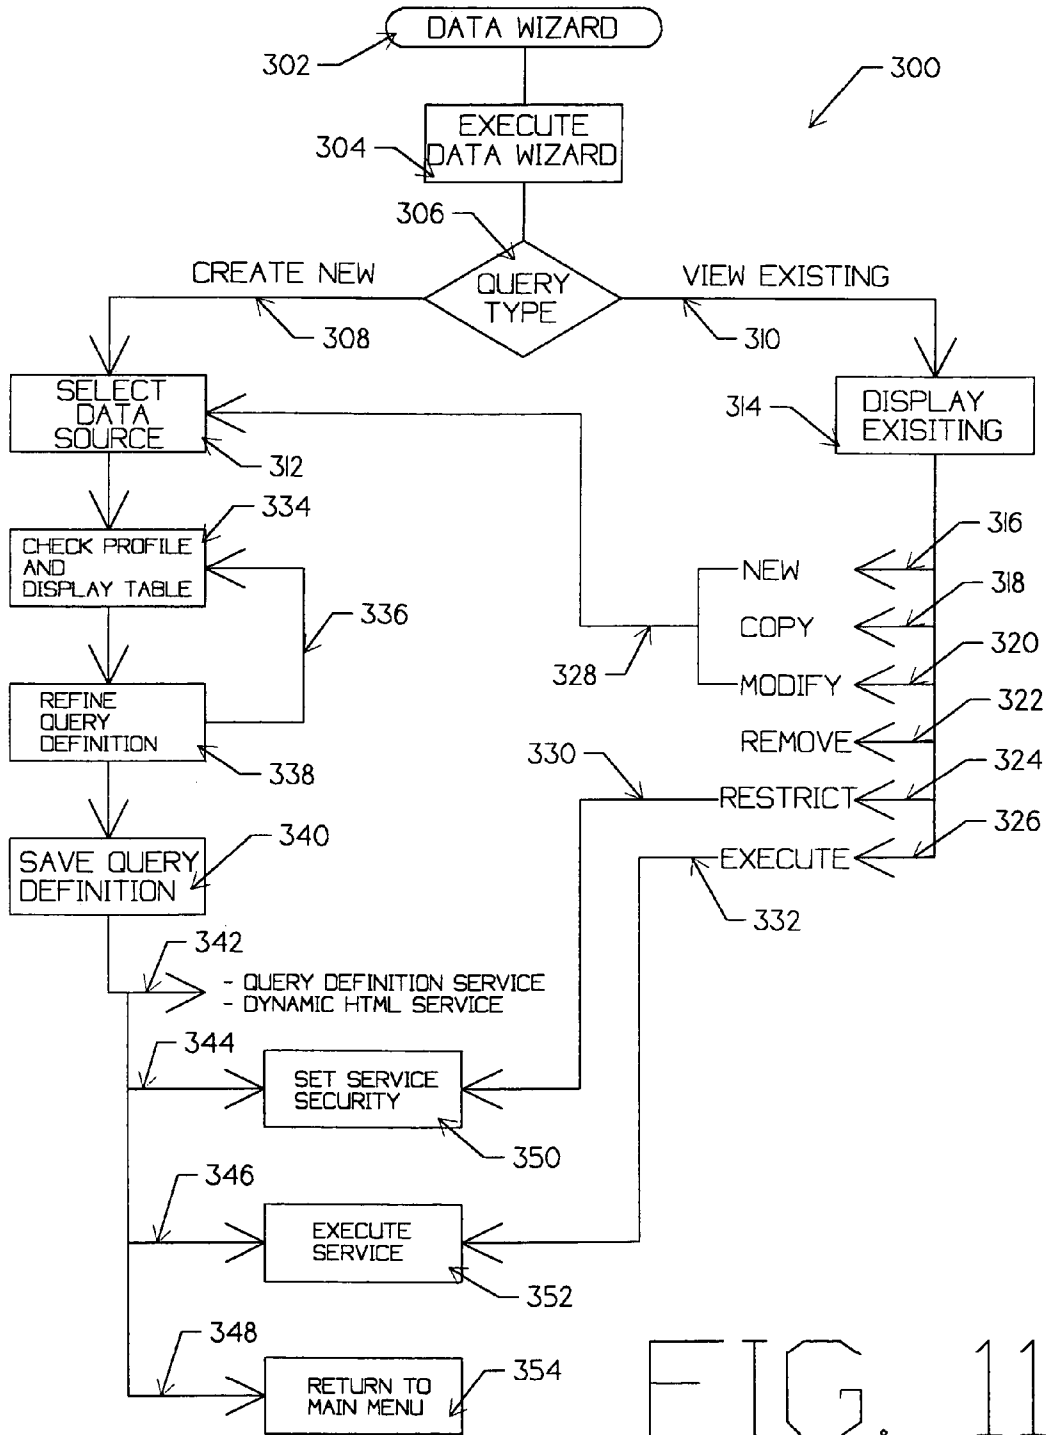 DATA WIZARD
302
300
EXECUTE
DATA WIZARD
304
306
QUERY
TYPE
CREATE NEW
VIEW EXISTING
308
310
SELECT
DATA
SOURCE
312
314
DISPLAY
EXISITING
334
CHECK PROFILE
AND
DISPLAY TABLE
336
316
NEW
318
COPY
320
MODIFY
328
322
REMOVE
REFINE
QUERY
DEFINITION
338
330
324
RESTRICT
326
EXECUTE
332
340
SAVE QUERY
DEFINITION
342
- QUERY DEFINITION SERVICE
- DYNAMIC HTML SERVICE
344
SET SERVICE
SECURITY
350
346
EXECUTE
SERVICE
352
348
RETURN TO
MAIN MENU
354
FIG. 11